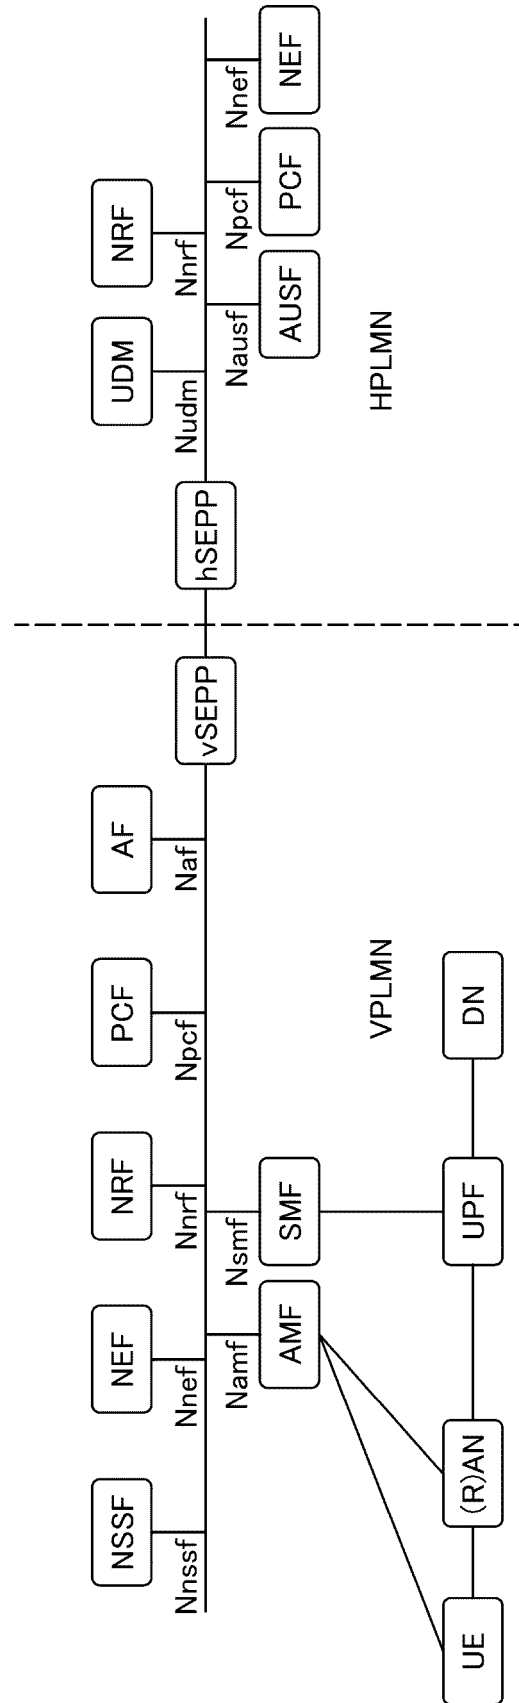 NSSF
NEF
NRF
PCF
AF
UDM
NRF
Nnssf
Nnef
Nnrf
Npcf
Naf
vSEPP
hSEPP
Nudm
Nnrf
Namf
Nsmf
Nausf
Npcf
Nnef
AMF
SMF
AUSF
PCF
NEF
VPLMN
HPLMN
UE
(R)AN
UPF
DN